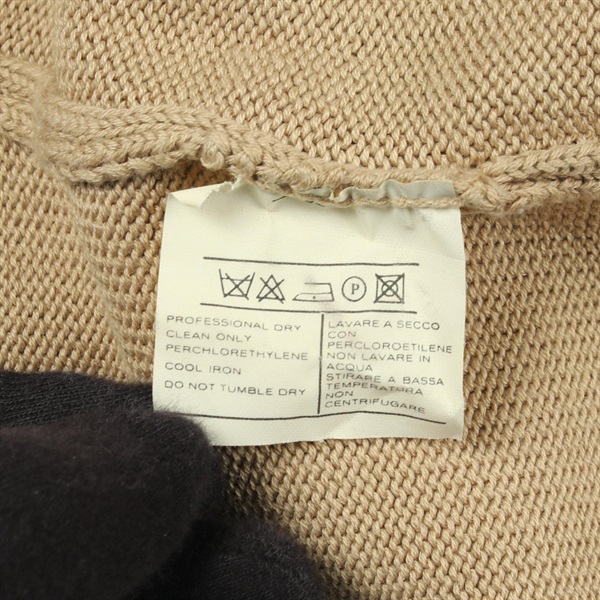 P
PROFESSIONAL DRY
CLEAN ONLY
PERCHLORETHYLENE
COOL IRON
DO NOT TUMBLE DRY
LAVARE A SECCO
CON
PERCLOROETILENE
NON LAVARE IN
ACQUA
STIRARE A BASSA
TEMPERATURA
NON
CENTRIFUGARE